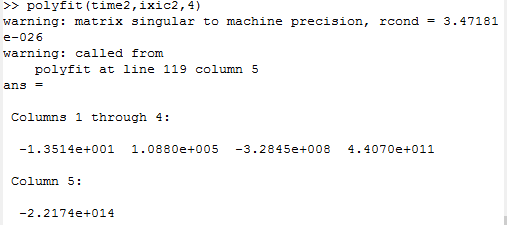 >> polyfit(time2,ixic2,4)
warning: matrix singular to machine precision, rcond = 3.47181
e-026
warning: called from
polyfit at line 119 column 5
ans =
Columns 1 through 4:
-1.3514e+001 1.0880e+005 -3.2845e+008 4.4070e+011
Column 5:
-2.2174e+014